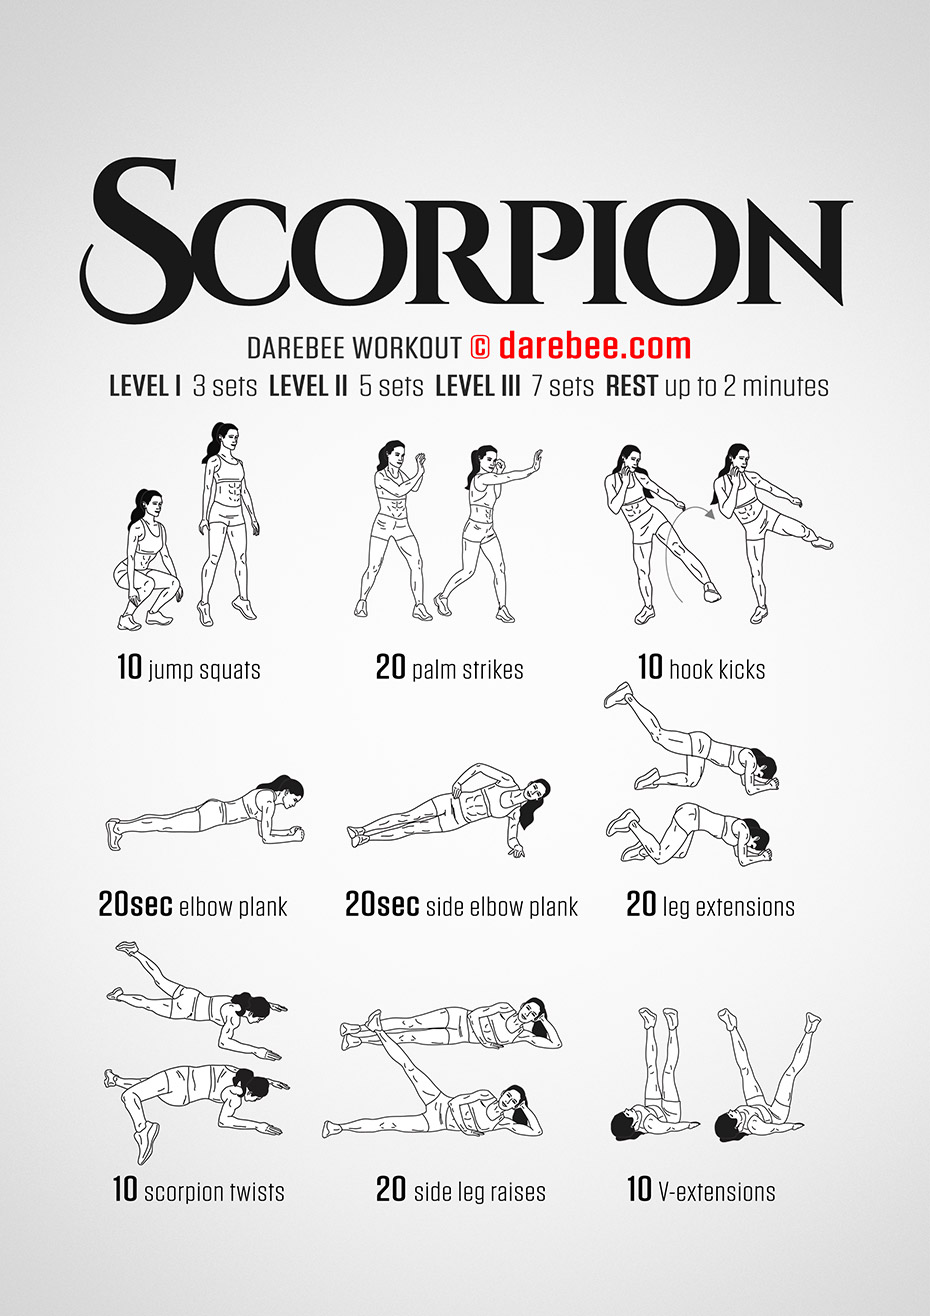 SCORPION
DAREBEE WORKOUT © darebee.com
LEVEL I 3 sets LEVEL II 5 sets LEVEL III 7 sets REST up to 2 minutes
10 jump squats
20 palm strikes
10 hook kicks
20sec elbow plank
20sec side elbow plank
20 leg extensions
10 scorpion twists
20 side leg raises
10 V-extensions